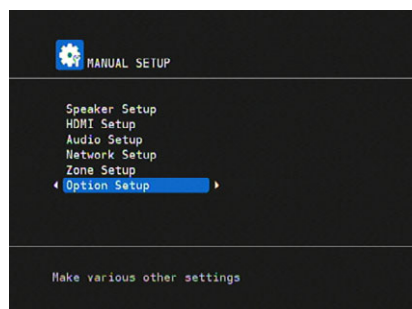 MANUAL SETUP
Speaker Setup
HDMI Setup
Audio Setup
Network Setup
Zone Setup
Option Setup
Make various other settings